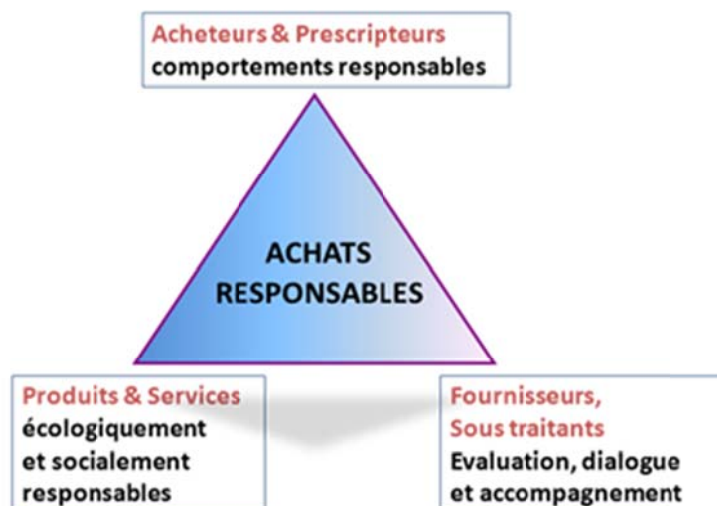 Acheteurs & Prescripteurs
comportements responsables
ACHATS
RESPONSABLES
Produits & Services
écologiquement
et socialement
responsables
Fournisseurs,
Sous traitants
Evaluation, dialogue
et accompagnement